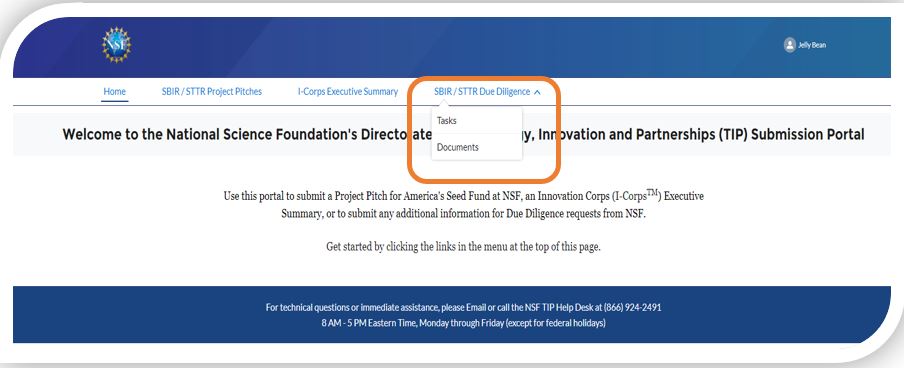 NSF
Jelly Bean
Home SBIR / STTR Project Pitches I-Corps Executive Summary SBIR / STTR Due Diligence
Tasks
Welcome to the National Science Foundation's Directorate y, Innovation and Partnerships (TIP) Submission Portal
Documents
Use this portal to submit a Project Pitch for America's Seed Fund at NSF, an Innovation Corps (I-Corps™) Executive
Summary, or to submit any additional information for Due Diligence requests from NSF.
Get started by clicking the links in the menu at the top of this page.
For technical questions or immediate assistance, please Email or call the NSF TIP Help Desk at (866) 924-2491
8 AM - 5 PM Eastern Time, Monday through Friday (except for federal holidays)